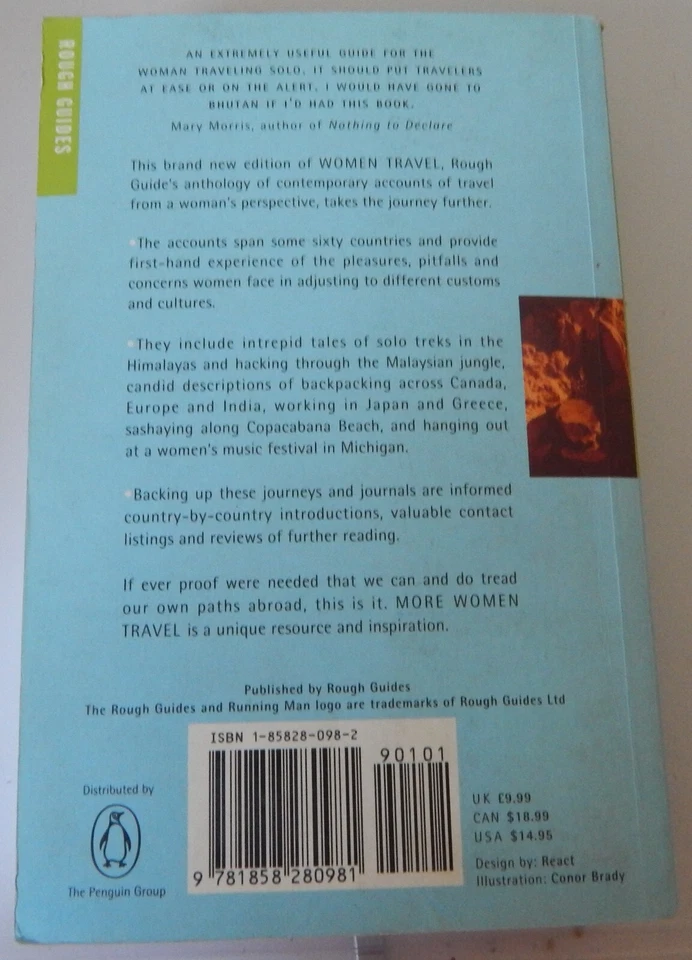 ROUGH GUIDES
AN EXTREMELY USEFUL GUIDE FOR THE
WOMAN TRAVELING SOLO. IT SHOULD PUT TRAVELERS
AT EASE OR ON THE ALERT. I WOULD HAVE GONE TO
BHUTAN IF I'D HAD THIS BOOK.
Mary Morris, author of Nothing to Declare
This brand new edition of WOMEN TRAVEL, Rough
Guide's anthology of contemporary accounts of travel
from a woman's perspective, takes the journey further.
•The accounts span some sixty countries and provide
first-hand experience of the pleasures, pitfalls and
concerns women face in adjusting to different customs
and cultures.
•They include intrepid tales of solo treks in the
Himalayas and hacking through the Malaysian jungle,
candid descriptions of backpacking across Canada,
Europe and India, working in Japan and Greece,
sashaying along Copacabana Beach, and hanging out
at a women's music festival in Michigan.
•Backing up these journeys and journals are informed
country-by-country introductions, valuable contact
listings and reviews of further reading.
If ever proof were needed that we can and do tread
our own paths abroad, this is it. MORE WOMEN
TRAVEL is a unique resource and inspiration.
Published by Rough Guides
The Rough Guides and Running Man logo are trademarks of Rough Guides Ltd
ISBN 1-85828-098-2
90101
9 781858 280981
Distributed by
The Penguin Group
UK £9.99
CAN $18.99
USA $14.95
Design by: React
Illustration: Conor Brady